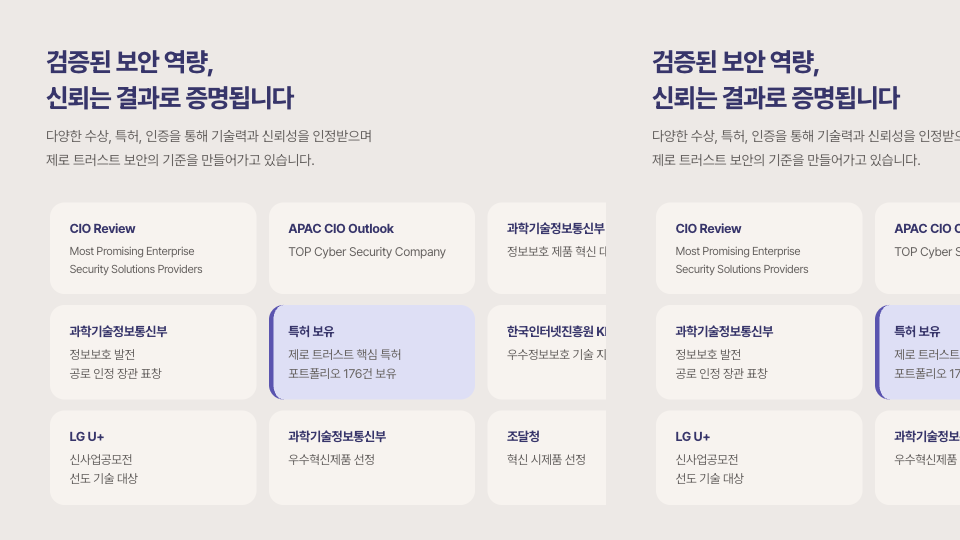 검증된 보안 역량,
신뢰는 결과로 증명됩니다
다양한 수상, 특허, 인증을 통해 기술력과 신뢰성을 인정받으며
제로 트러스트 보안의 기준을 만들어가고 있습니다.
CIO Review
Most Promising Enterprise
Security Solutions Providers
APAC CIO Outlook
TOP Cyber Security Company
과학기술정보통신부
정보보호 제품 혁신
과학기술정보통신부
정보보호 발전
공로 인정 장관 표창
특허 보유
제로 트러스트 핵심 특허
포트폴리오 176건 보유
한국인터넷진흥원
우수정보보호 기술
LG U+
신사업공모전
선도 기술 대상
과학기술정보통신부
우수혁신제품 선정
조달청
혁신 시제품 선정
검증된 보안 역량,
신뢰는 결과로 증명됩니다
다양한 수상, 특허, 인증을 통해 기술력과 신뢰성을
제로 트러스트 보안의 기준을 만들어가고 있습니다.
CIO Review
Most Promising Enterprise
Security Solutions Providers
APAC CIO
TOP Cyber
과학기술정보통신부
정보보호 발전
공로 인정 장관 표창
특허 보유
제로 트러스트
LG U+
신사업공모전
선도 기술 대상
우수혁신제품